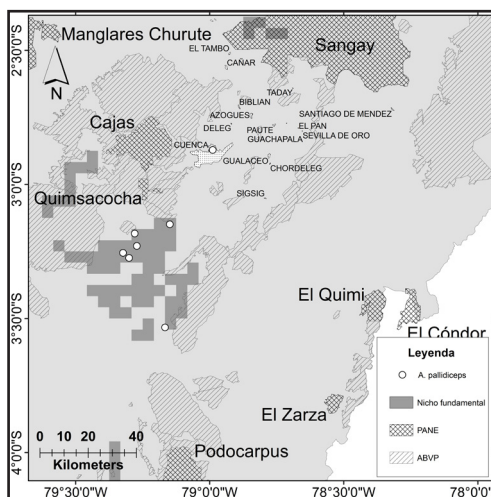 Manglares Churute
Sangay
EL TAMBO
CAÑAR
N
TADAY
BIBLIAN
Cajas
AZOGUES
SANTIAGO DE MENDEZ
DELEG
PAUTE
EL PAN
GUACHAPALA
SEVILLA DE ORO
CUENCA
GUALACEO
CHORDELEG
Quimsacocha
SIGSIG
El Quimi
El Cóndor
Leyenda
A. pallidiceps
Nicho fundamental
PANE
ABVP
El Zarza
0 10 20 40
Kilometers
Podocarpus
2°30'0"S
3°0'0"S
3°30'0"S
4°0'0"S
79°30'0"W
79°0'0"W
78°30'0"W
78°0'0"W